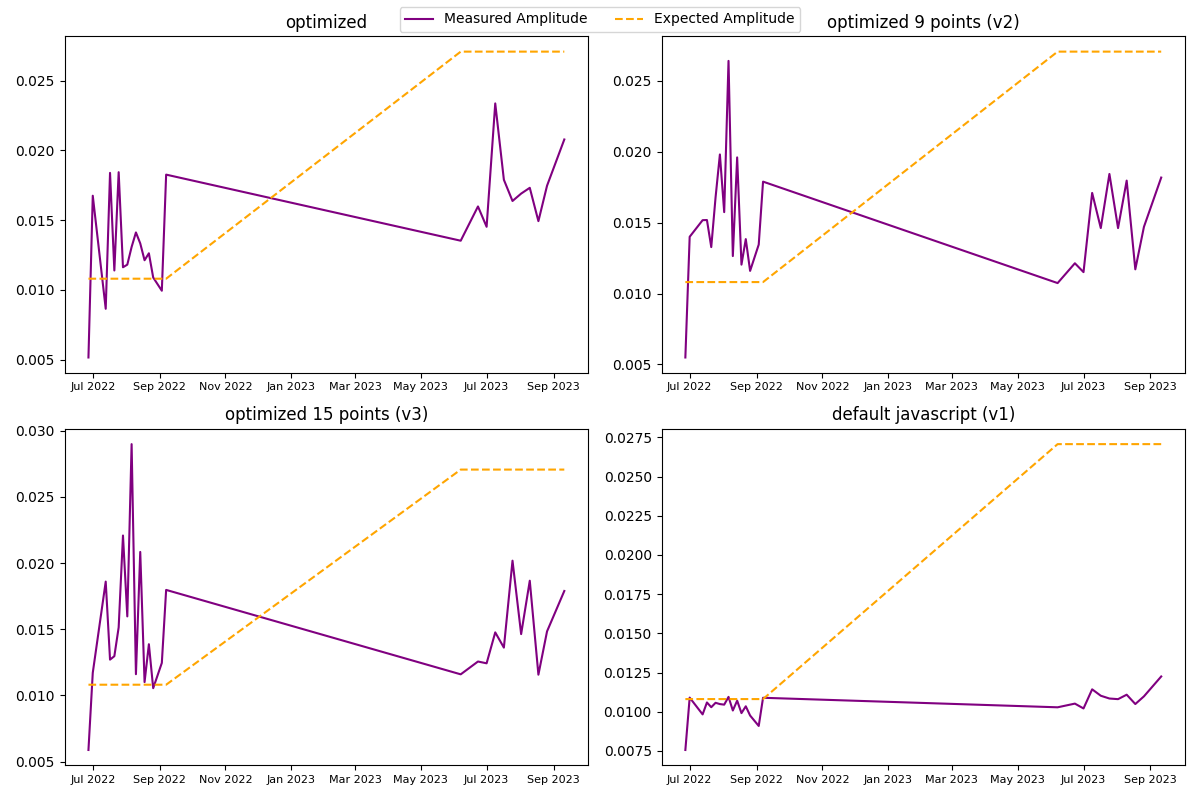 Measured Amplitude Expected Amplitude
optimized
0.025
0.020
0.015
0.010
0.005
Jul 2022 Sep 2022 Nov 2022 Jan 2023 Mar 2023 May 2023 Jul 2023 Sep 2023
optimized 9 points (v2)
0.025
0.020
0.015
0.010
0.005
Jul 2022 Sep 2022 Nov 2022 Jan 2023 Mar 2023 May 2023 Jul 2023 Sep 2023
optimized 15 points (v3)
0.030
0.025
0.020
0.015
0.010
0.005
Jul 2022 Sep 2022 Nov 2022 Jan 2023 Mar 2023 May 2023 Jul 2023 Sep 2023
default javascript (v1)
0.0275
0.0250
0.0225
0.0200
0.0175
0.0150
0.0125
0.0100
0.0075
Jul 2022 Sep 2022 Nov 2022 Jan 2023 Mar 2023 May 2023 Jul 2023 Sep 2023